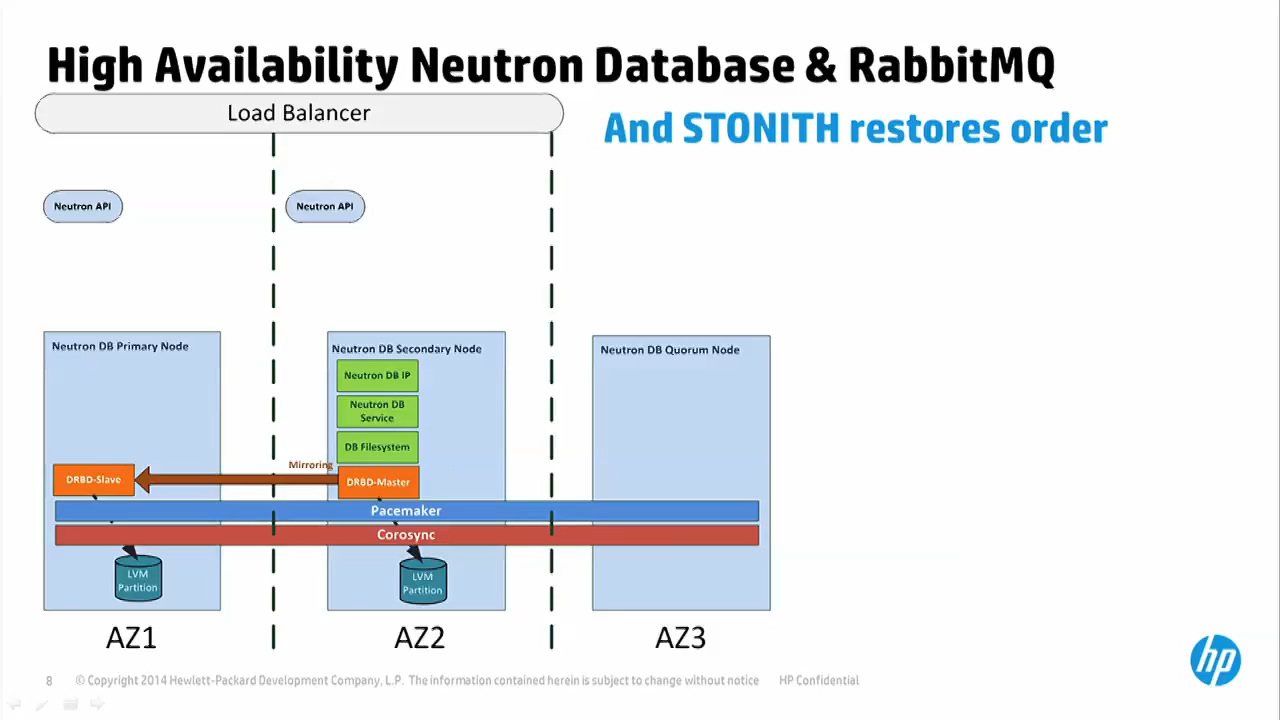 High Availability Neutron Database & RabbitMQ
Load Balancer
And STONITH restores order
Neutron API
Neutron API
Neutron DB Primary Node
Neutron DB Secondary Node
Neutron DB Quorum Node
Neutron DB IP
Neutron DB
Service
DB Filesystem
Mirroring
DRBD-Slave
DRBD-Master
Pacemaker
Corosync
LVM
Partition
LVM
Partition
AZ1
AZ2
AZ3
8 © Copyright 2014 Hewlett-Packard Development Company, L.P. The information contained herein is subject to change without notice HP Confidential
hp